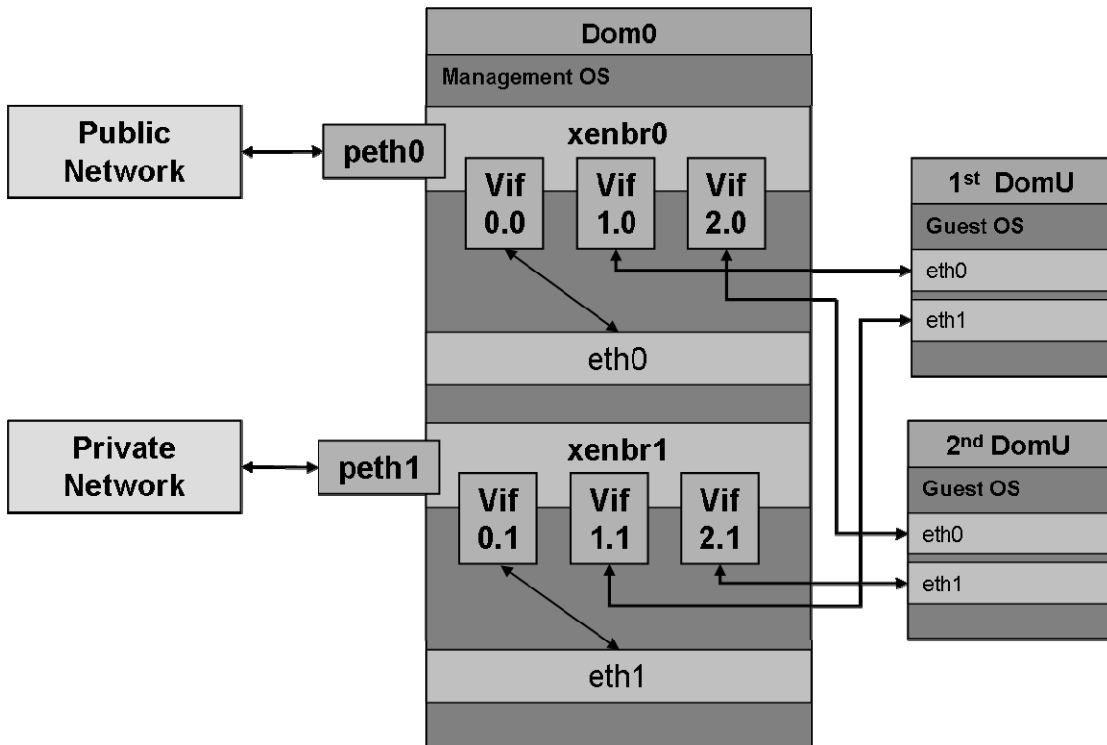 Dom0
Management OS
Public
Network
peth0
xenbr0
Vif
0.0
Vif
1.0
Vif
2.0
eth0
Private
Network
peth1
xenbr1
Vif
0.1
Vif
1.1
Vif
2.1
eth1
1st DomU
Guest OS
eth0
eth1
2nd DomU
Guest OS
eth0
eth1